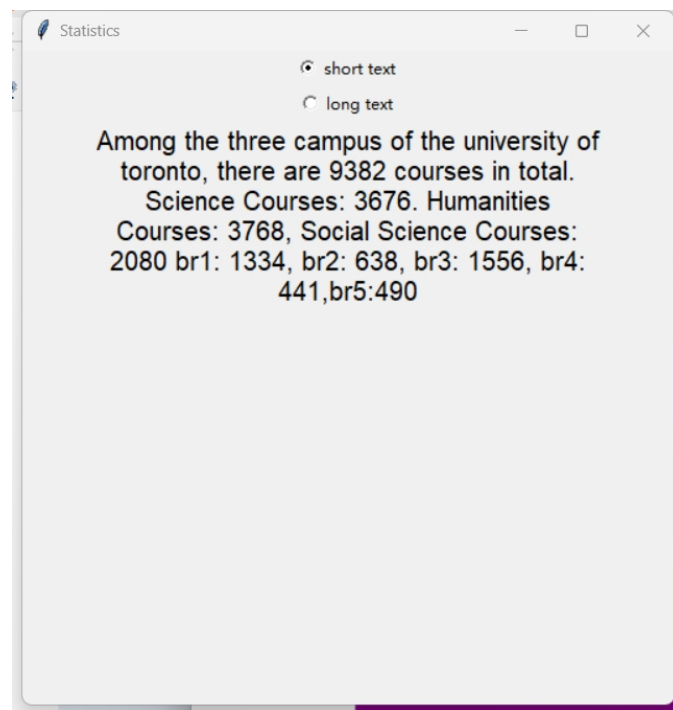 Statistics
short text
long text
Among the three campus of the university of
toronto, there are 9382 courses in total.
Science Courses: 3676. Humanities
Courses: 3768, Social Science Courses:
2080 br1: 1334, br2: 638, br3: 1556, br4:
441,br5:490